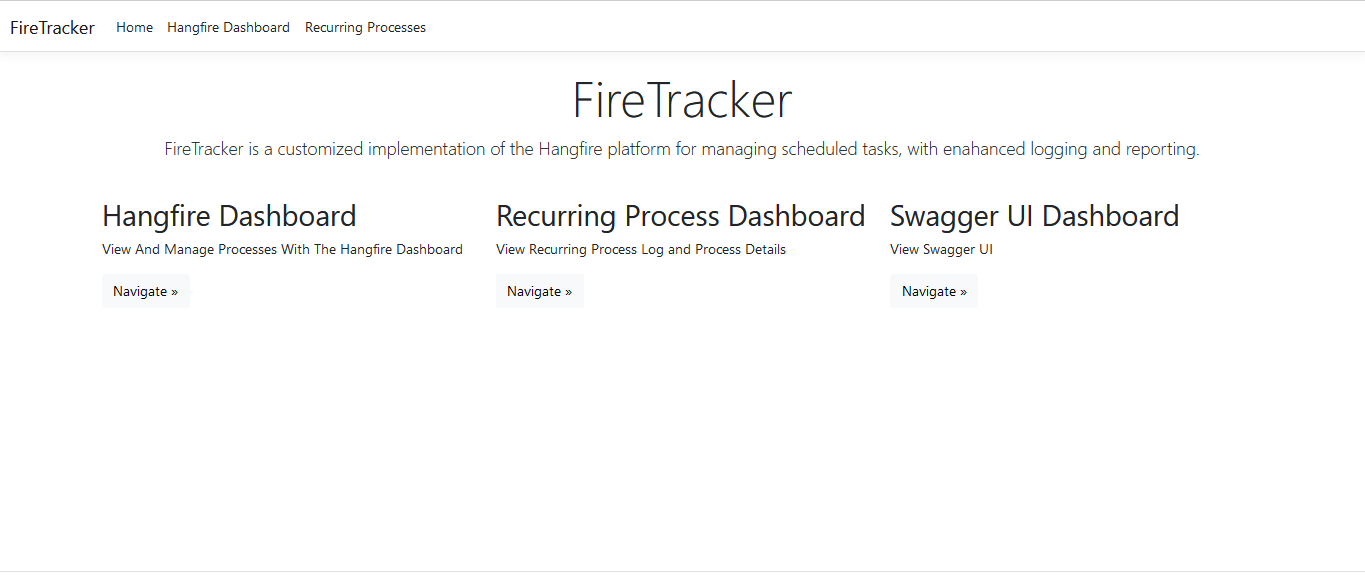 FireTracker Home Hangfire Dashboard Recurring Processes
FireTracker
FireTracker is a customized implementation of the Hangfire platform for managing scheduled tasks, with enahanced logging and reporting.
Hangfire Dashboard
View And Manage Processes With The Hangfire Dashboard
Navigate »
Recurring Process Dashboard
View Recurring Process Log and Process Details
Navigate »
Swagger UI Dashboard
View Swagger UI
Navigate »